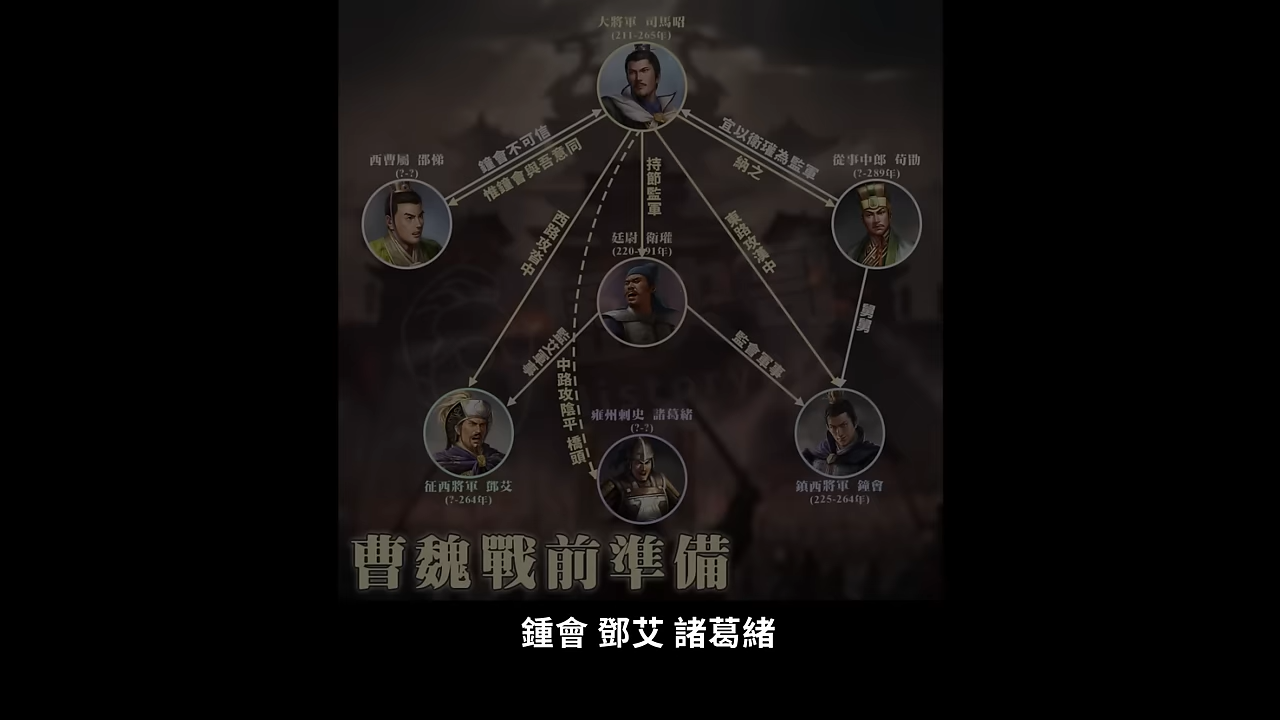 大將軍 司馬昭
(211-265年)
鐘會不可信
惟鐘會與吾意同
宜以衛瓘為監軍
納之
西曹屬 邵悌
(?-?)
從事中郎 荀勖
(?-289年)
持節監軍
西路攻沓中
東路攻漢中
廷尉 衛瓘
(220-291年)
舅舅
監艾軍事
監會軍事
中路攻陰平 橋頭
雍州刺史 諸葛緒
(?-?)
征西將軍 鄧艾
(?-264年)
鎮西將軍 鐘會
(225-264年)
曹魏戰前準備
鍾會 鄧艾 諸葛緒